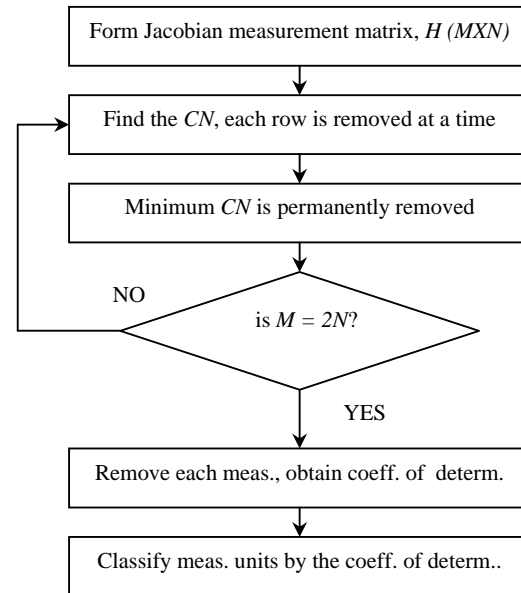 Form Jacobian measurement matrix, H (MXN)
Find the CN, each row is removed at a time
Minimum CN is permanently removed
NO
is M = 2N?
YES
Remove each meas., obtain coeff. of determ.
Classify meas. units by the coeff. of determ..